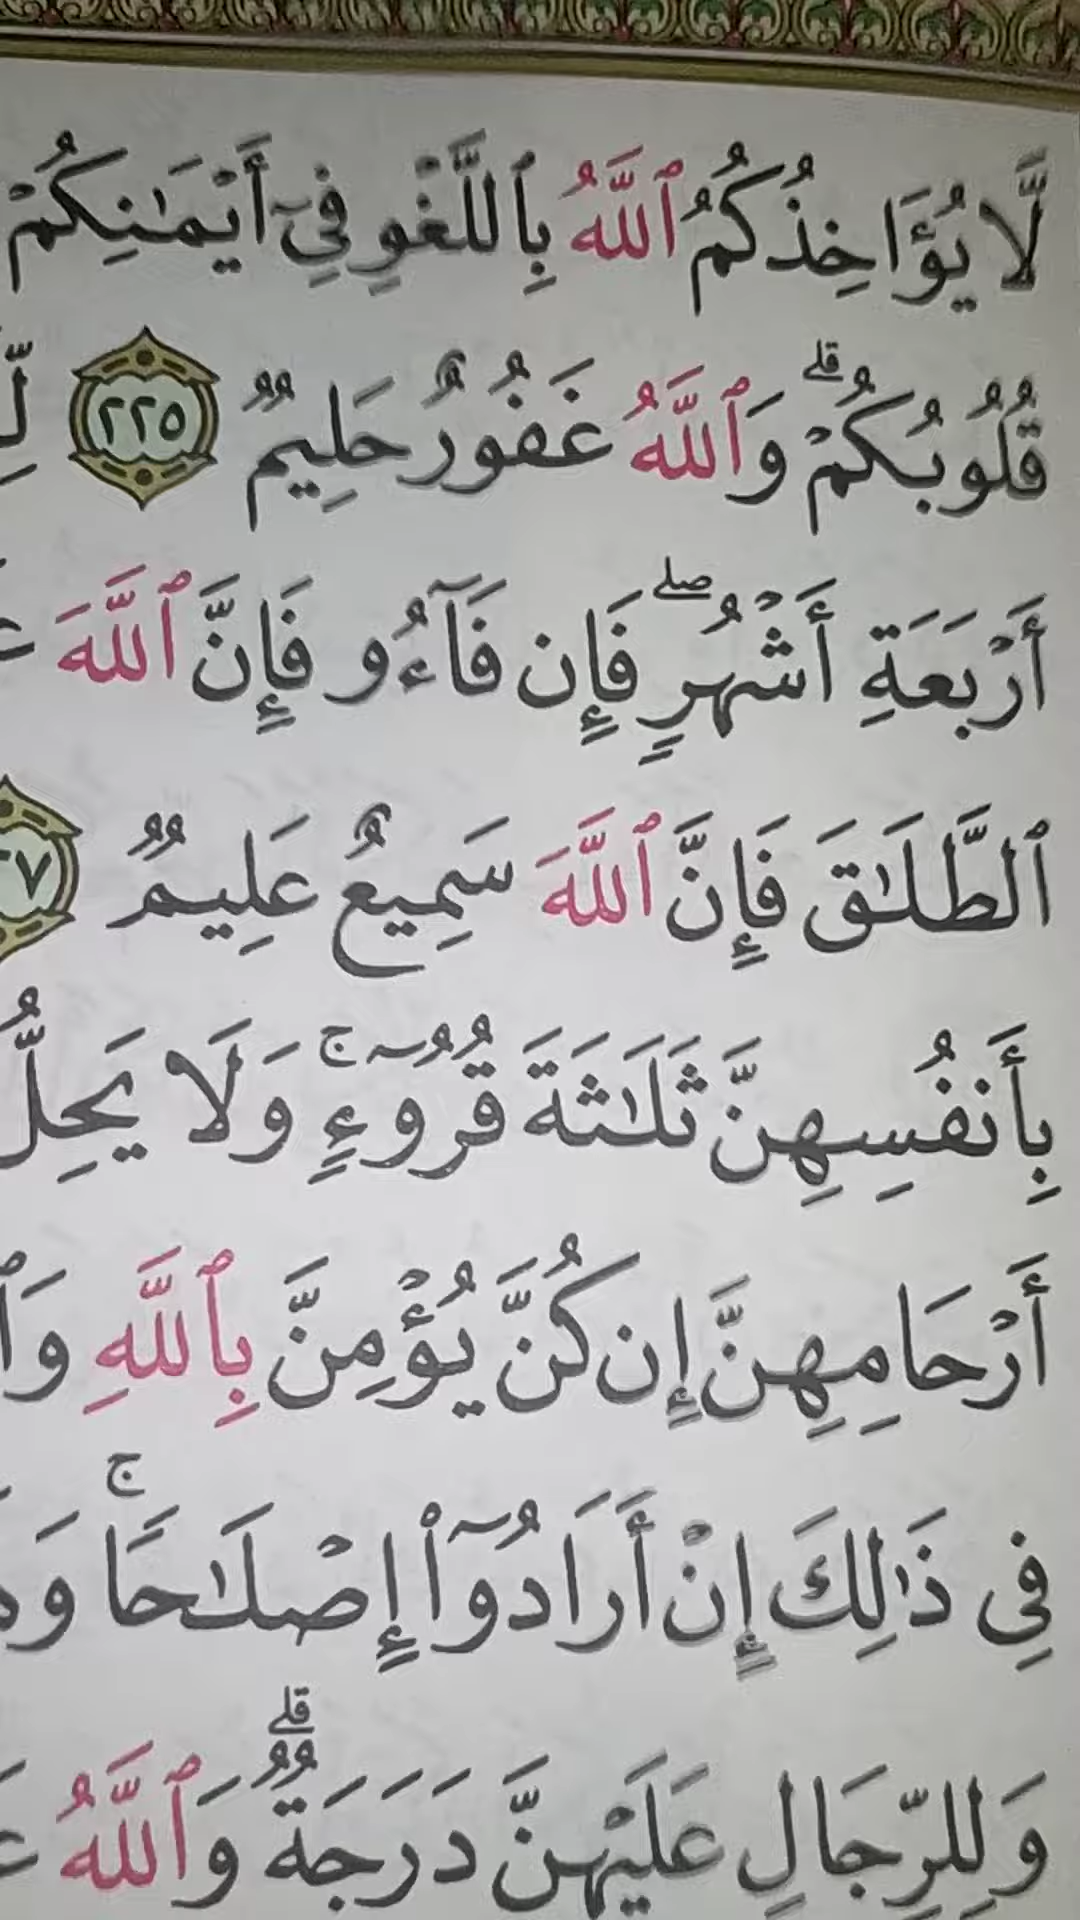 لَّا يُؤَاخِذُكُمُ ٱللَّهُ بِٱللَّغْوِ فِىٓ أَيْمَـٰنِكُمْ
قُلُوبُكُمْ ۗ وَٱللَّهُ غَفُورٌ حَلِيمٌ ٢٢٥
أَرْبَعَةِ أَشْهُرٍ ۖ فَإِن فَآءُو فَإِنَّ ٱللَّهَ
ٱلطَّلَـٰقَ فَإِنَّ ٱللَّهَ سَمِيعٌ عَلِيمٌ
بِأَنفُسِهِنَّ ثَلَـٰثَةَ قُرُوٓءٍ ۚ وَلَا يَحِلُّ
أَرْحَامِهِنَّ إِن كُنَّ يُؤْمِنَّ بِٱللَّهِ
فِى ذَٰلِكَ إِنْ أَرَادُوٓا۟ إِصْلَـٰحًا ۚ
وَلِلرِّجَالِ عَلَيْهِنَّ دَرَجَةٌ ۗ وَٱللَّهُ